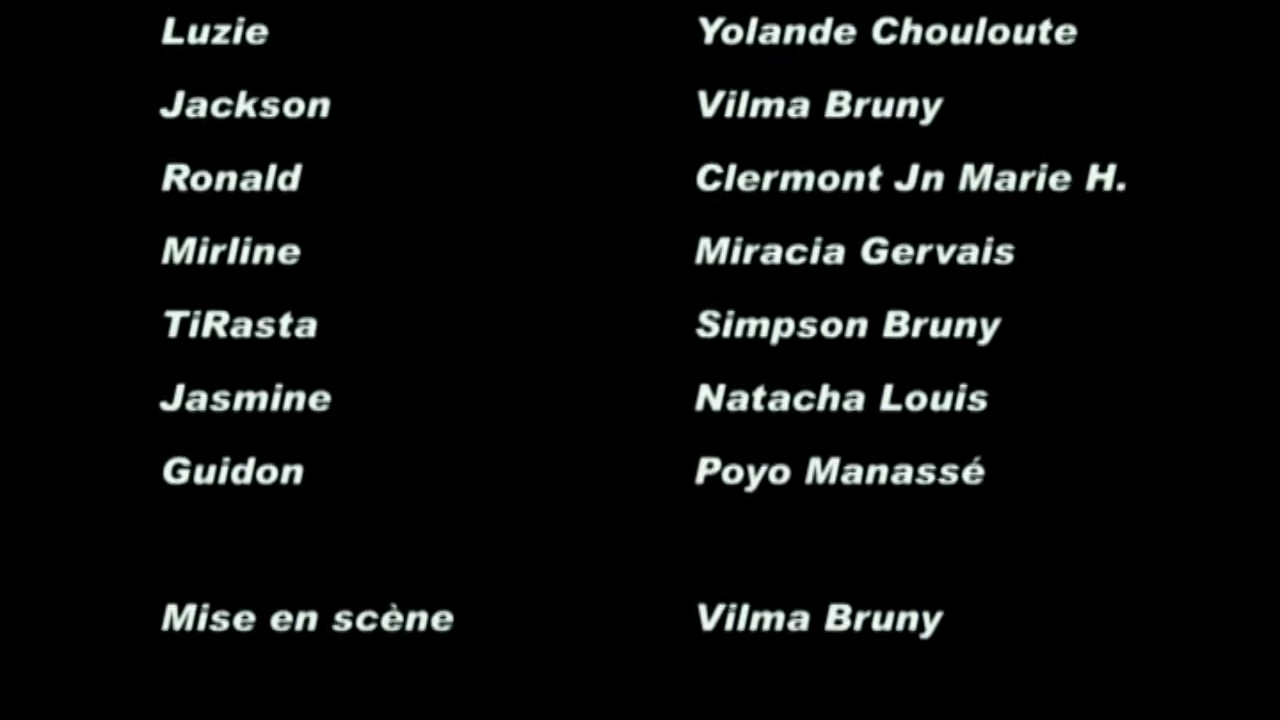 Luzie Yolande Chouloute
Jackson Vilma Bruny
Ronald Clermont Jn Marie H.
Mirline Miracia Gervais
TiRasta Simpson Bruny
Jasmine Natacha Louis
Guidon Poyo Manassé
Mise en scène Vilma Bruny